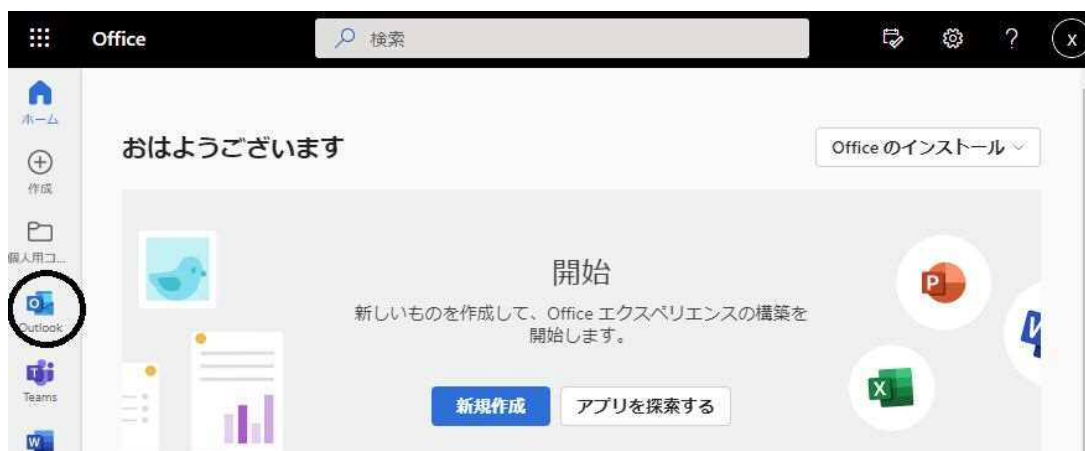 Office
検索
?
X
ホーム
作成
個人用コ...
Outlook
Teams
W
おはようございます
Office のインストール
開始
新しいものを作成して、Office エクスペリエンスの構築を
開始します。
新規作成
アプリを探索する
P
W
X